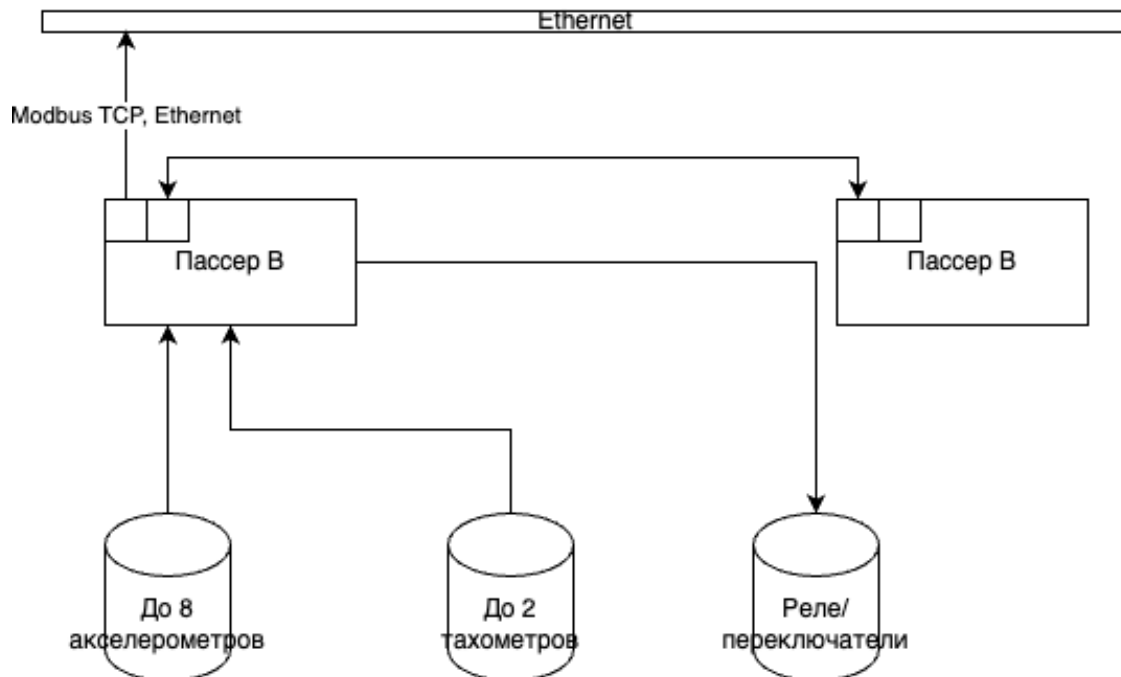 Ethernet
Modbus TCP, Ethernet
Пассер В
Пассер В
До 8
акселерометров
До 2
тахометров
Реле/
переключатели